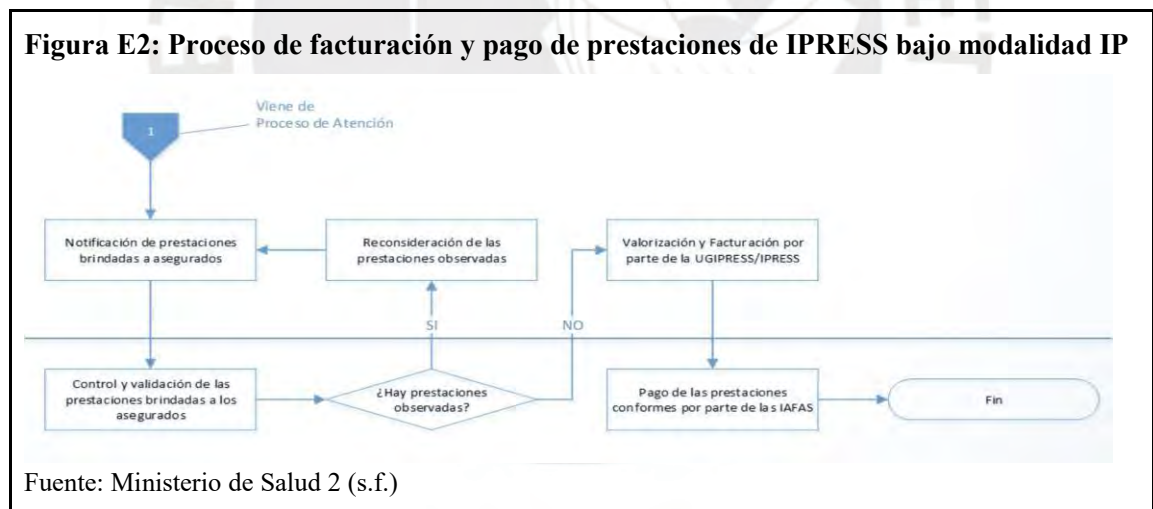 Figura E2: Proceso de facturación y pago de prestaciones de IPRESS bajo modalidad IP
Viene de
Proceso de Atención
1
Notificación de prestaciones
brindadas a asegurados
Reconsideración de las
prestaciones observadas
Valorización y Facturación por
parte de la UGIPRESS/IPRESS
SI
NO
Control y validación de las
prestaciones brindadas a los
asegurados
¿Hay prestaciones
observadas?
Pago de las prestaciones
conformes por parte de las IAFAS
Fin
Fuente: Ministerio de Salud 2 (s.f.)